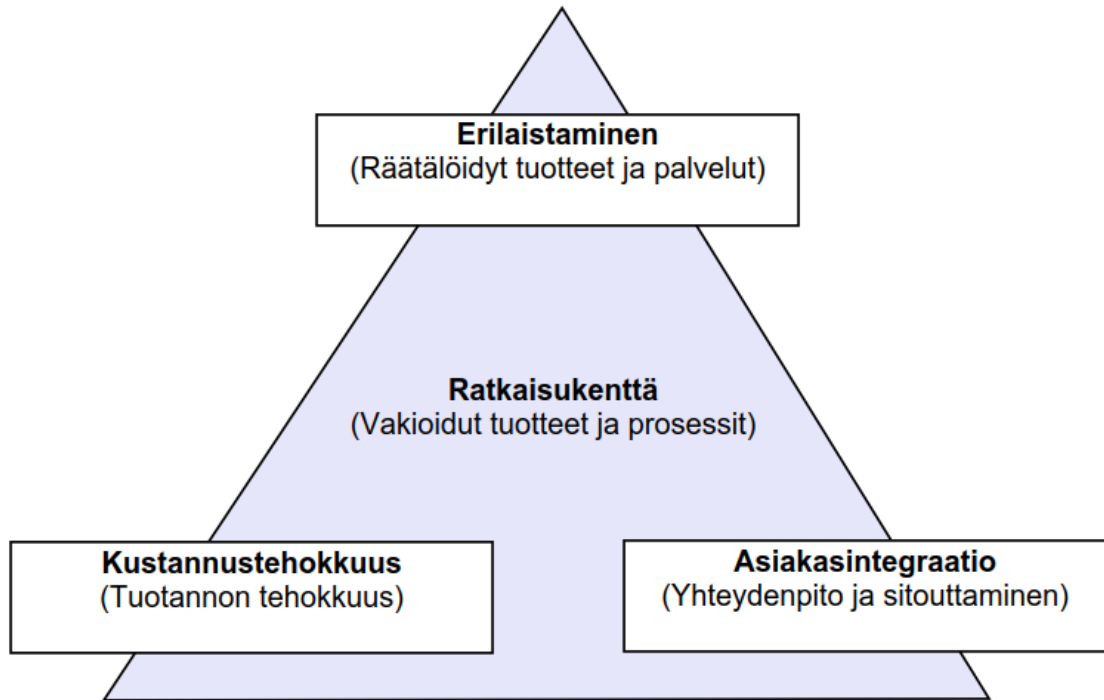 Erilaistaminen
(Räätälöidyt tuotteet ja palvelut)
Ratkaisukenttä
(Vakioidut tuotteet ja prosessit)
Kustannustehokkuus
(Tuotannon tehokkuus)
Asiakasintegraatio
(Yhteydenpito ja sitouttaminen)